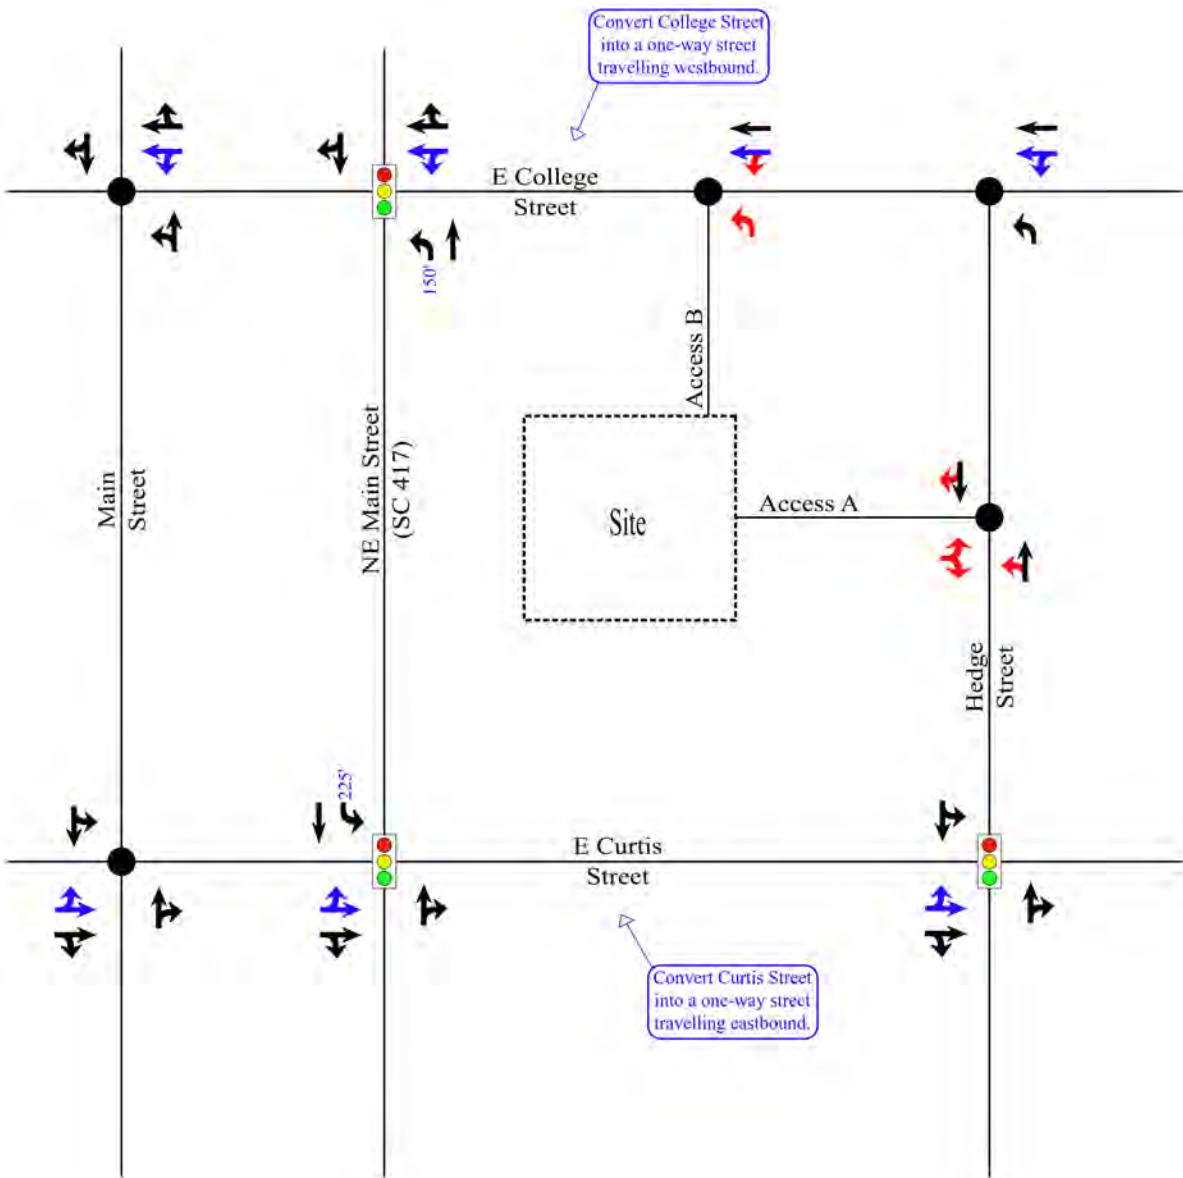 Convert College Street
into a one-way street
travelling westbound.
E College
Street
150'
Access B
Main
Street
NE Main Street
(SC 417)
Site
Access A
Hedge
Street
225'
E Curtis
Street
Convert Curtis Street
into a one-way street
travelling eastbound.